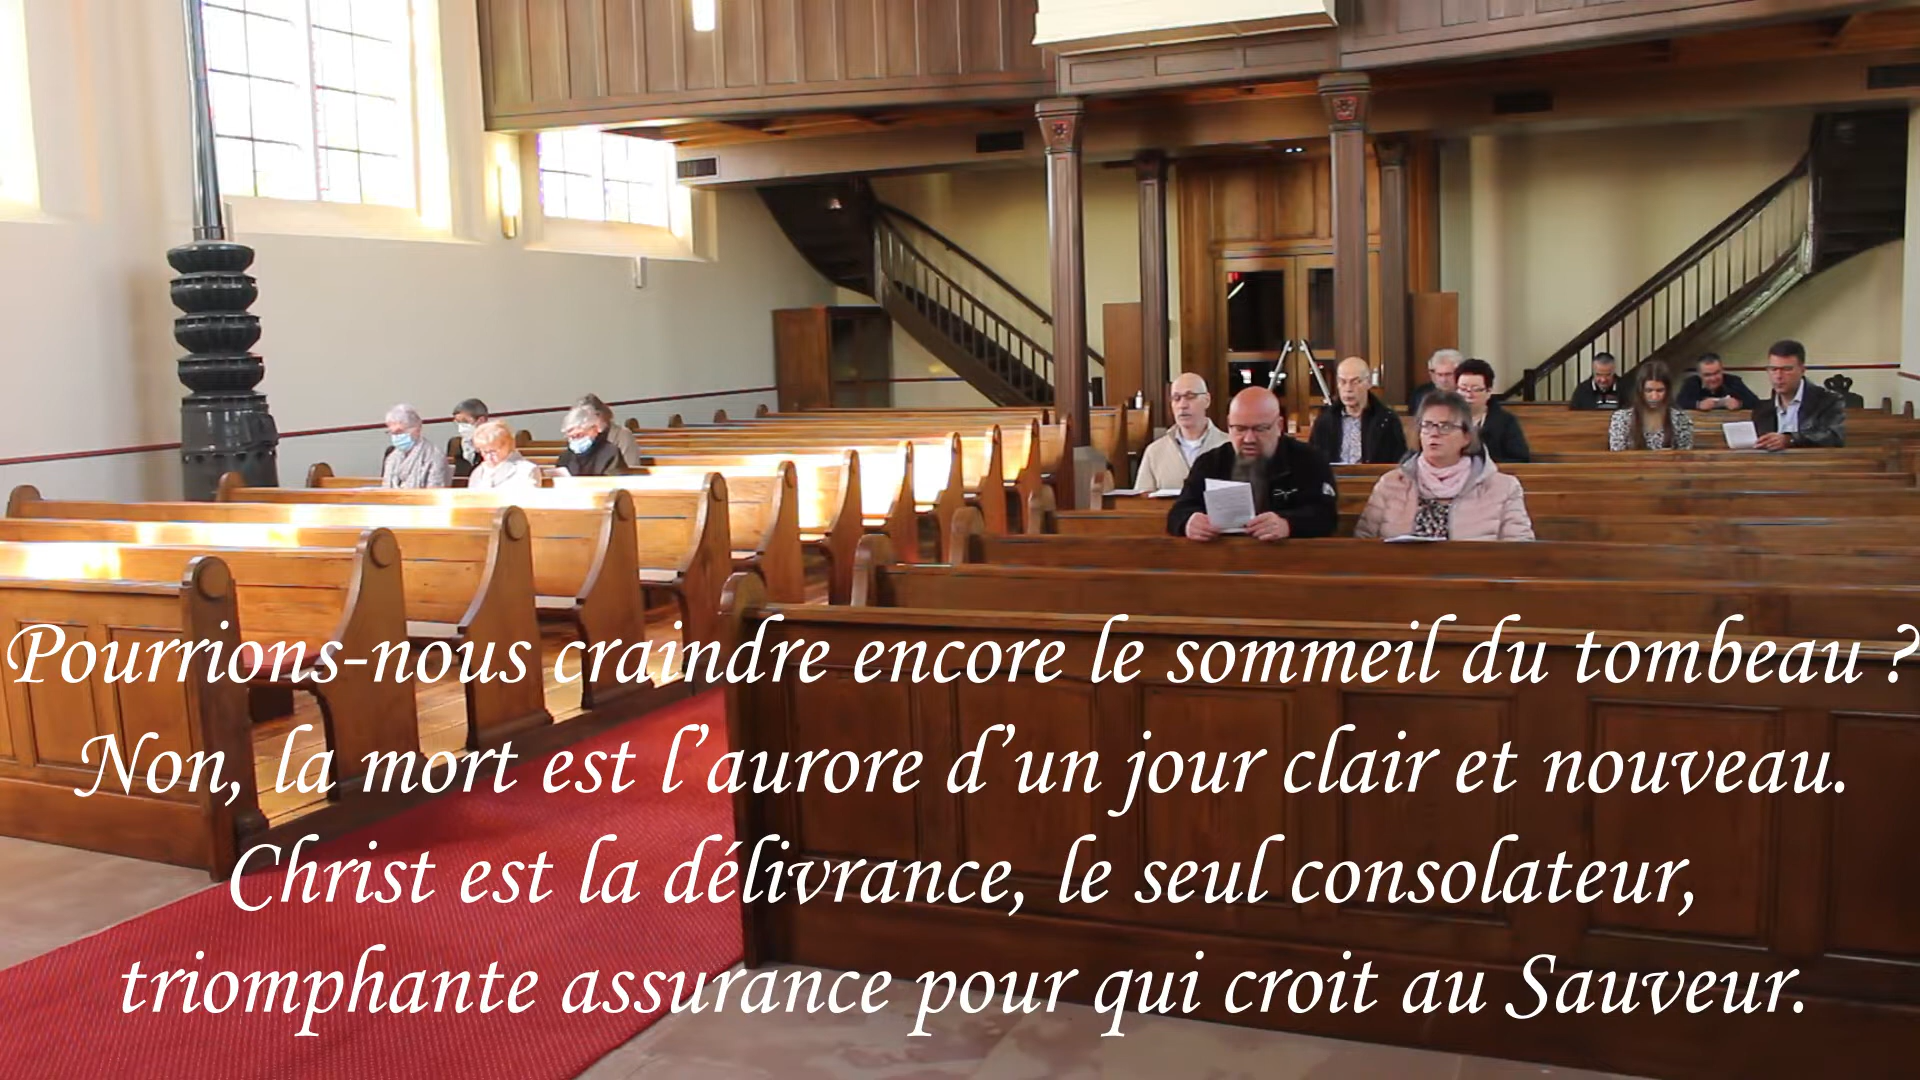 Pourrions-nous craindre encore le sommeil du tombeau ?
Non, la mort est l’aurore d’un jour clair et nouveau.
Christ est la délivrance, le seul consolateur,
triomphante assurance pour qui croit au Sauveur.